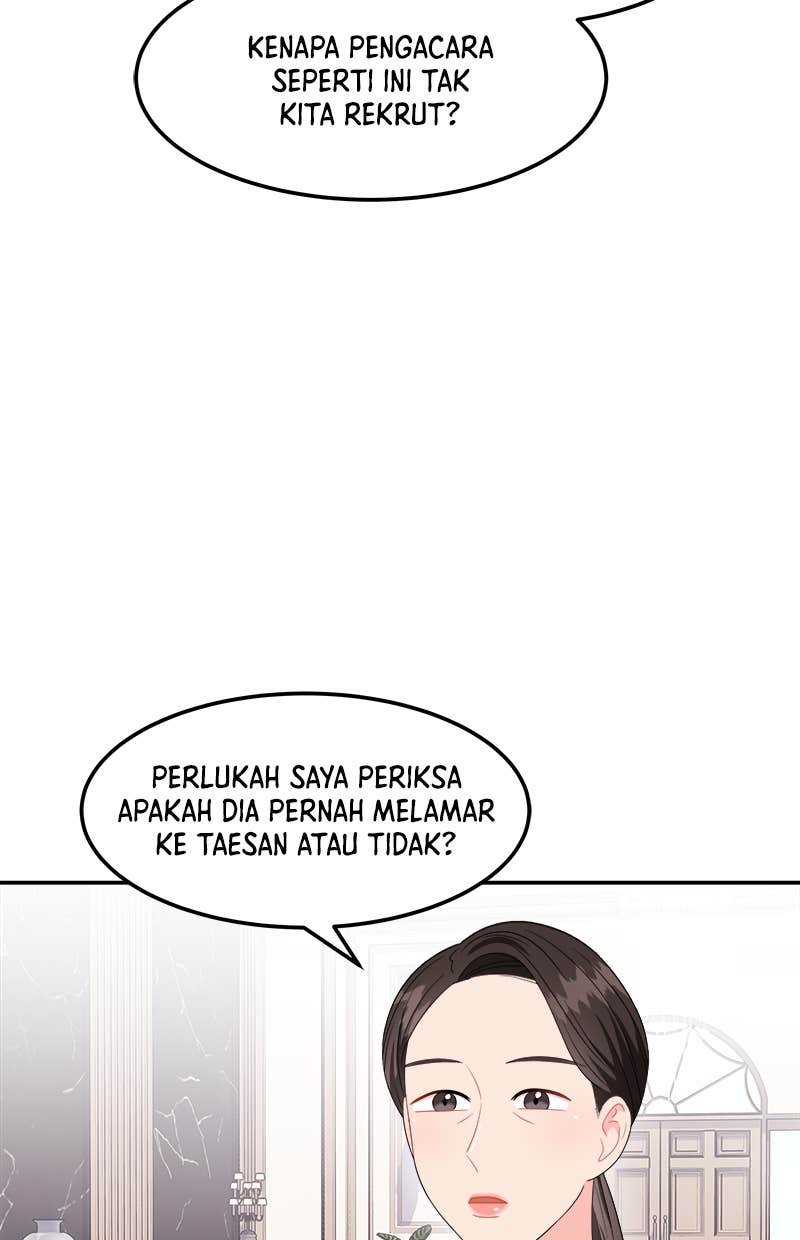 KENAPA PENGACARA
SEPERTI INI TAK
KITA REKRUT?
PERLUKAH SAYA PERIKSA
APAKAH DIA PERNAH MELAMAR
KE TAESAN ATAU TIDAK?